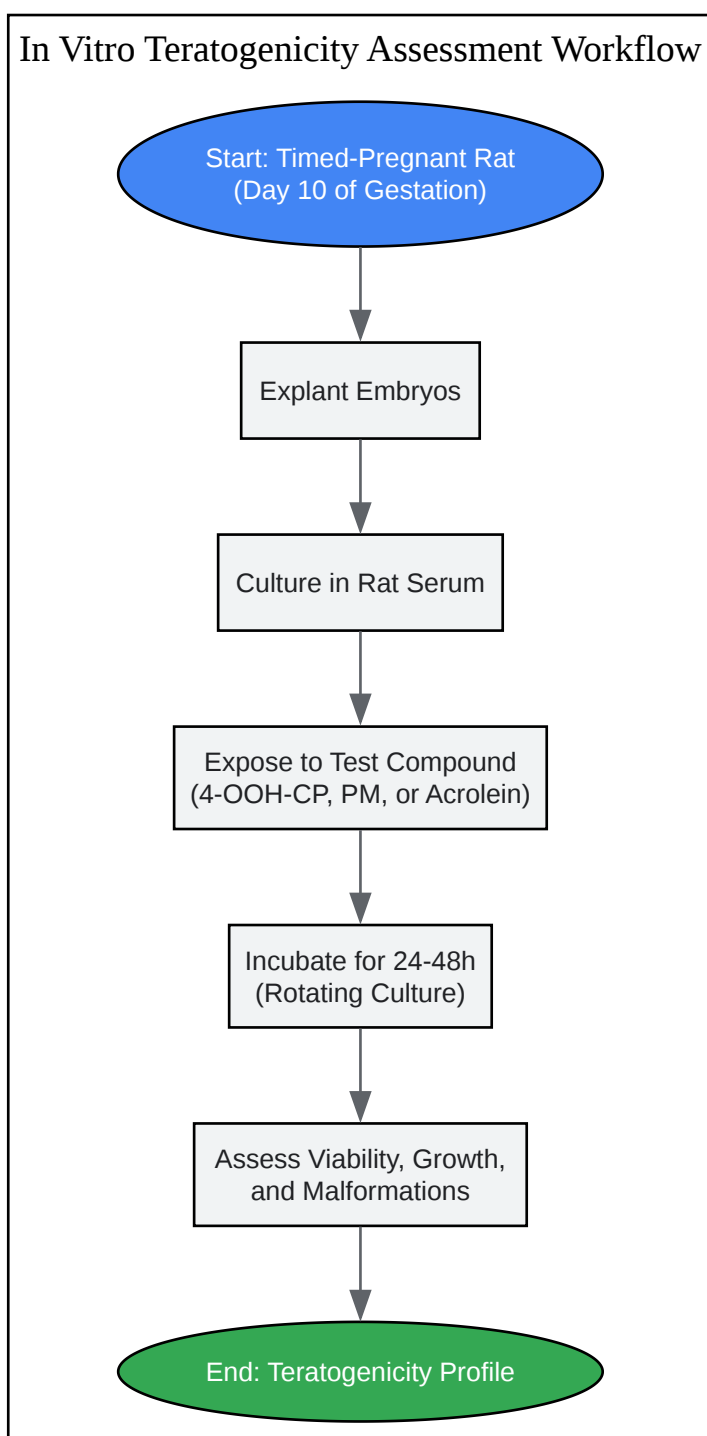 In Vitro Teratogenicity Assessment Workflow
Start: Timed-Pregnant Rat
(Day 10 of Gestation)
Explant Embryos
Culture in Rat Serum
Expose to Test Compound
(4-OOH-CP, PM, or Acrolein)
Incubate for 24-48h
(Rotating Culture)
Assess Viability, Growth,
and Malformations
End: Teratogenicity Profile